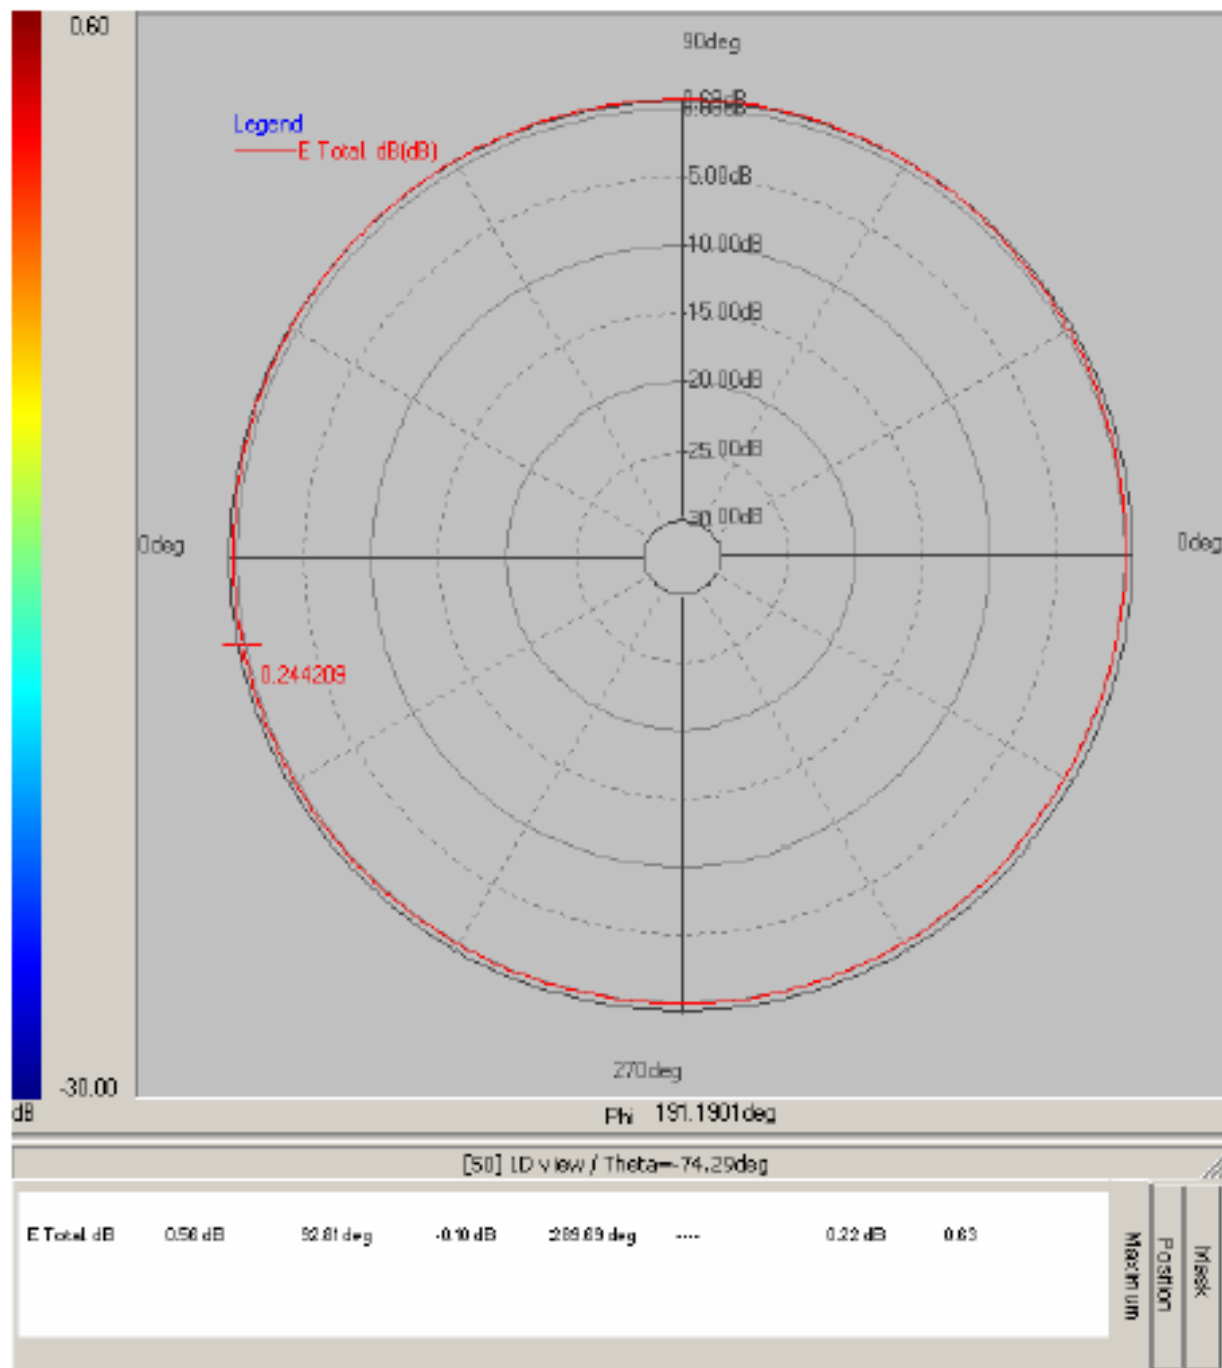 0.60
90deg
Legend
E Total. dB(dB)
5.00dB
10.00dB
15.00dB
20.00dB
25.00dB
30.00dB
0deg
0deg
0.244209
270deg
-30.00
dB
Phi 191.1901deg
[50] 1D view / Theta=-74.29deg
E Total. dB 0.56 dB 92.81 deg -0.10 dB 289.69 deg ---- 0.22 dB 0.63
Maximum
Position
Mask